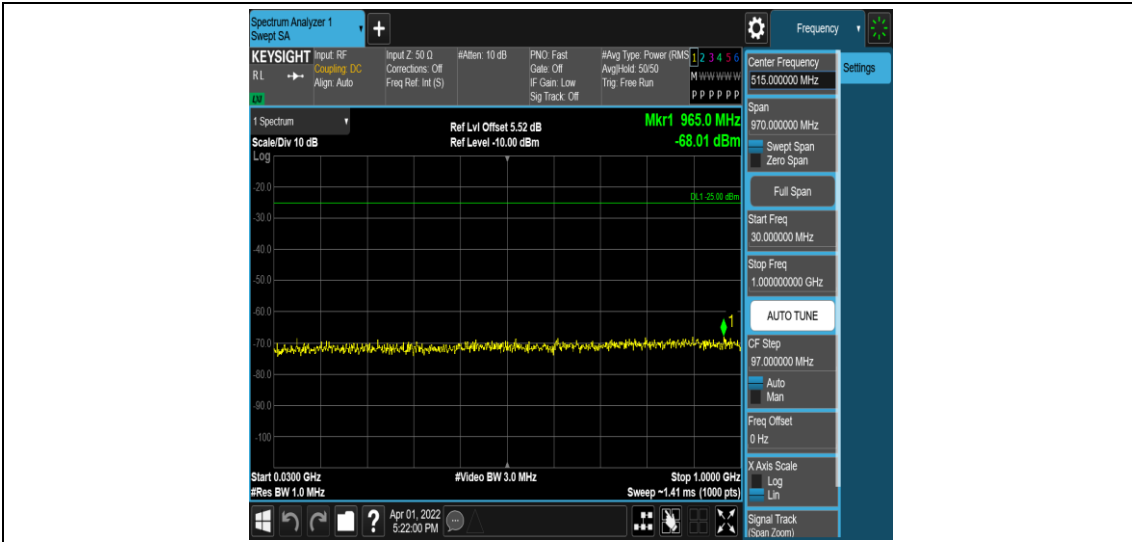 Spectrum Analyzer 1
Swept SA
+
Frequency
KEYSIGHT
RL
Input: RF
Coupling: DC
Align: Auto
Input Z: 50 Ω
Corrections: Off
Freq Ref: Int (S)
#Atten: 10 dB
PNO: Fast
Gate: Off
IF Gain: Low
Sig Track: Off
#Avg Type: Power (RMS
Avg|Hold: 50/50
Trig: Free Run
1 2 3 4 5 6
M W W W W W
P P P P P P
1 Spectrum
Scale/Div 10 dB
Log
Ref Lvl Offset 5.52 dB
Ref Level -10.00 dBm
Mkr1 965.0 MHz
-68.01 dBm
-20.0
DL1 -25.00 dBm
-30.0
-40.0
-50.0
-60.0
1
-70.0
-80.0
-90.0
-100
Start 0.0300 GHz
#Res BW 1.0 MHz
#Video BW 3.0 MHz
Stop 1.0000 GHz
Sweep ~1.41 ms (1000 pts)
?
Apr 01, 2022
5:22:00 PM
Center Frequency
515.000000 MHz
Settings
Span
970.000000 MHz
Swept Span
Zero Span
Full Span
Start Freq
30.000000 MHz
Stop Freq
1.000000000 GHz
AUTO TUNE
CF Step
97.000000 MHz
Auto
Man
Freq Offset
0 Hz
X Axis Scale
Log
Lin
Signal Track
(Span Zoom)